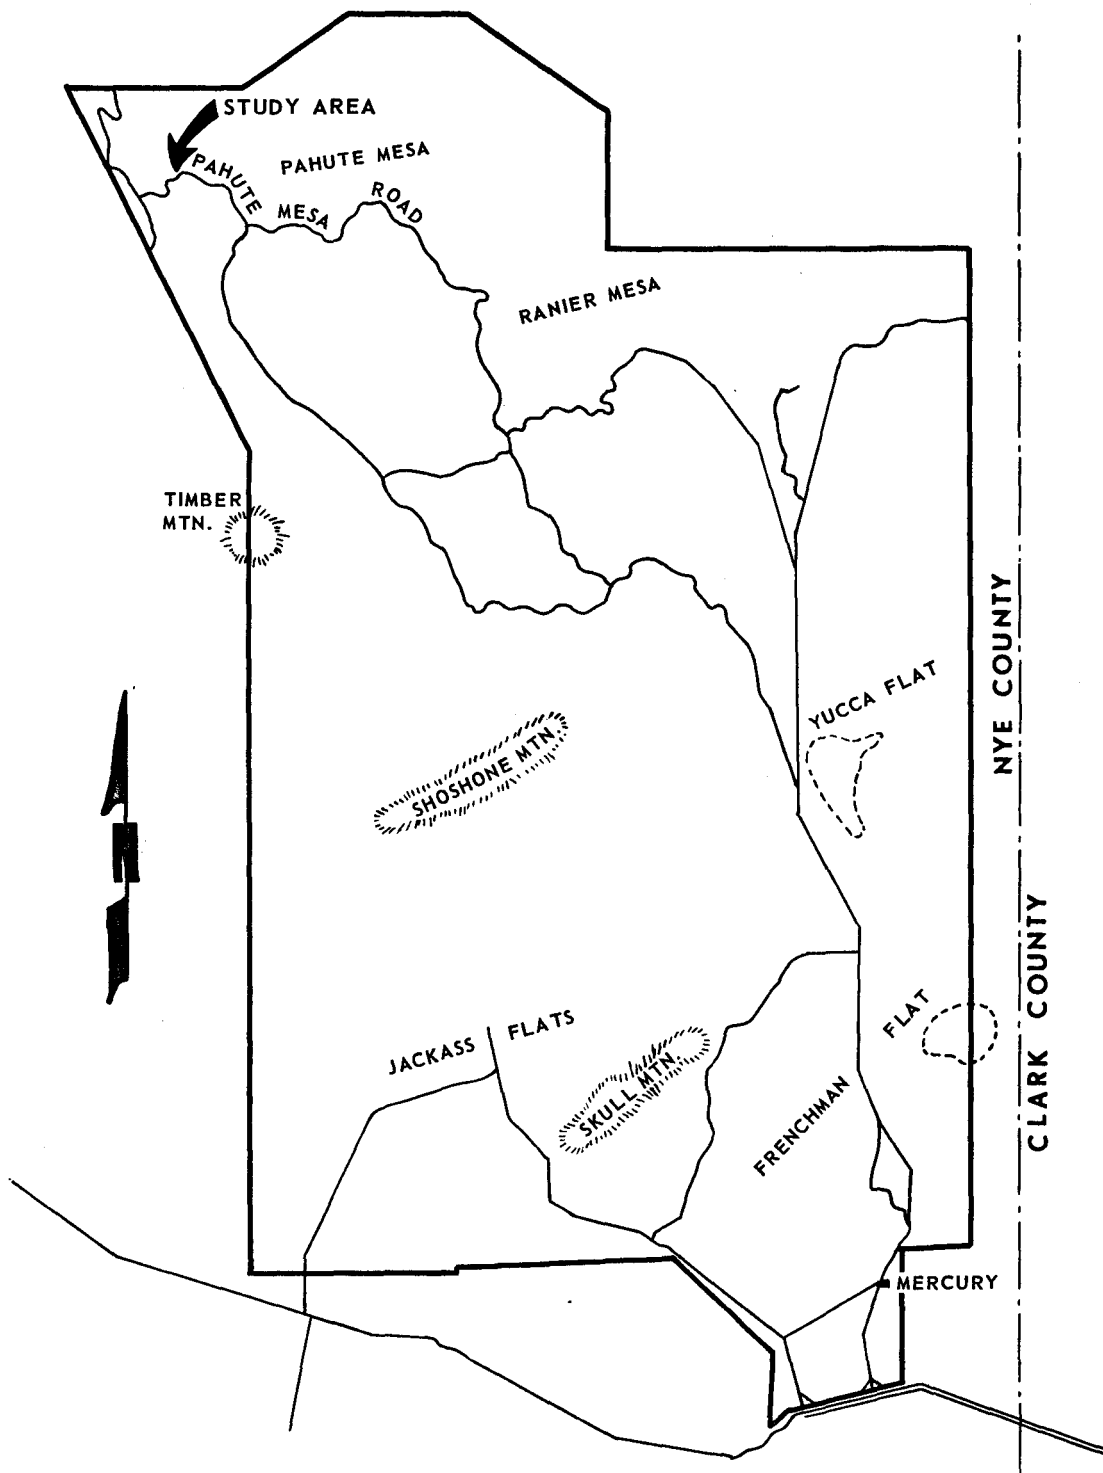 STUDY AREA
PAHUTE MESA
PAHUTE MESA ROAD
RANIER MESA
TIMBER
MTN.
YUCCA FLAT
NYE COUNTY
SHOSHONE MTN.
N
CLARK COUNTY
JACKASS FLATS
SKULL MTN.
FRENCHMAN FLAT
MERCURY